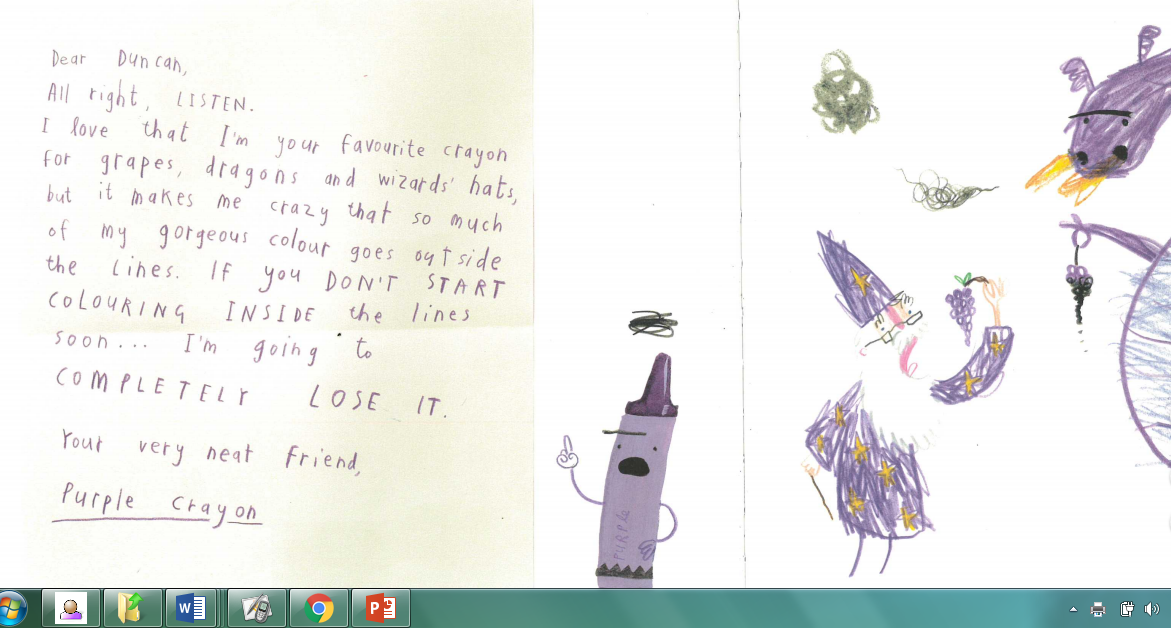 Dear Duncan,
All right, LISTEN.
I love that I'm your favourite crayon
for grapes, dragons and wizards' hats,
but it makes me crazy that so much
of my gorgeous colour goes outside
the lines. If you DON'T START
COLOURING INSIDE the lines
soon... I'm going to
COMPLETELY LOSE IT.
Your very neat friend,
Purple Crayon
PURPLE